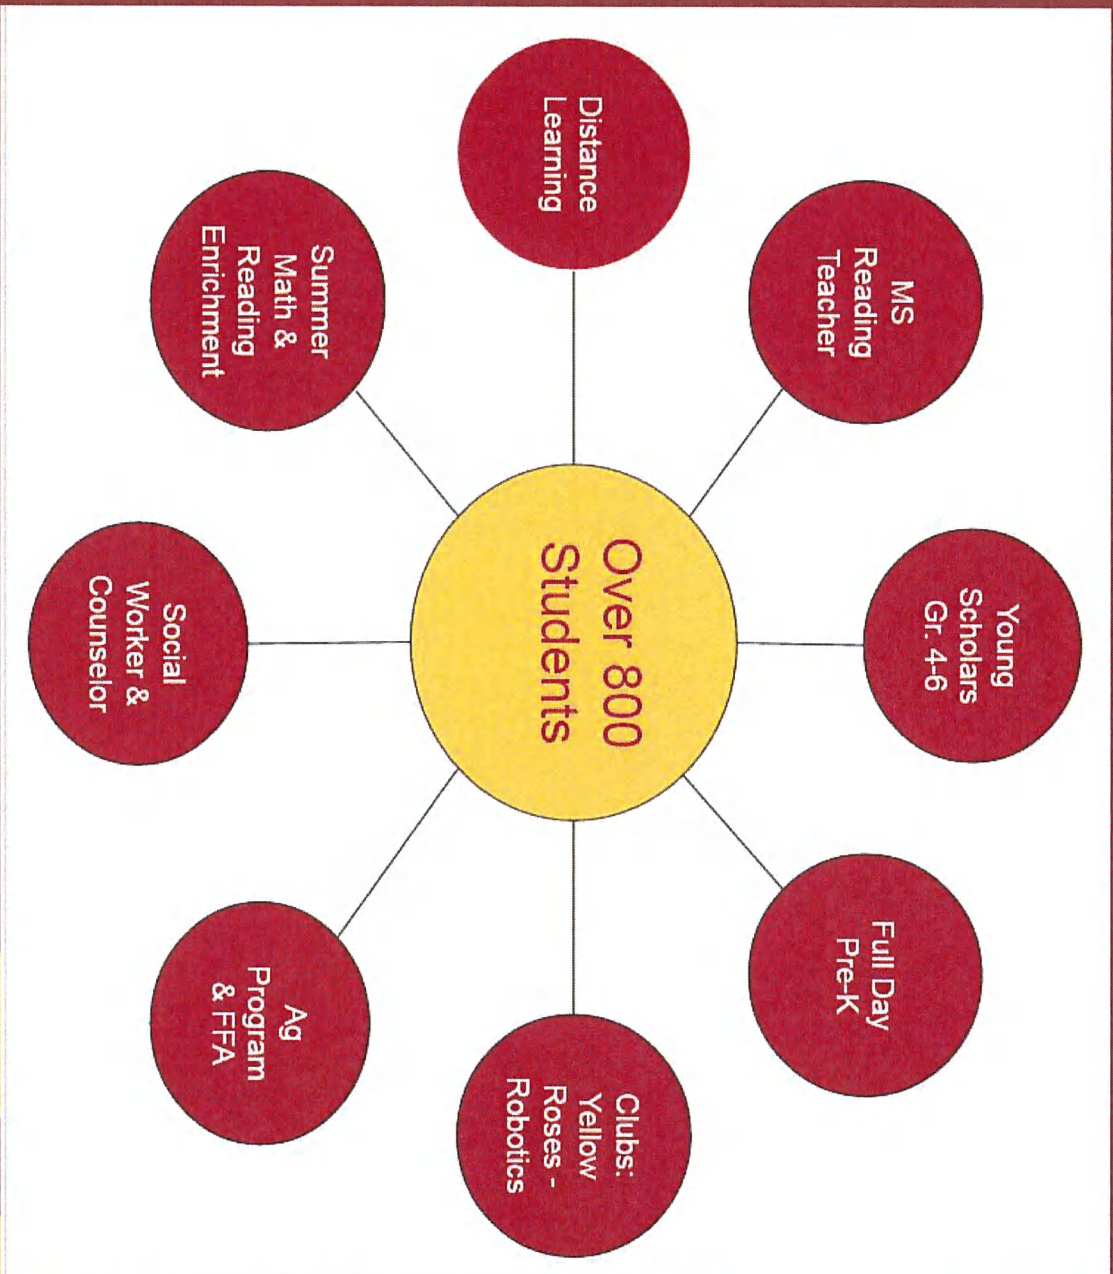 Young
Scholars
Gr. 4-6
MS
Reading
Teacher
Full Day
Pre-K
Distance
Learning
Over 800
Students
Clubs:
Yellow
Roses -
Robotics
Summer
Math &
Reading
Enrichment
Ag
Program
& FFA
Social
Worker &
Counselor